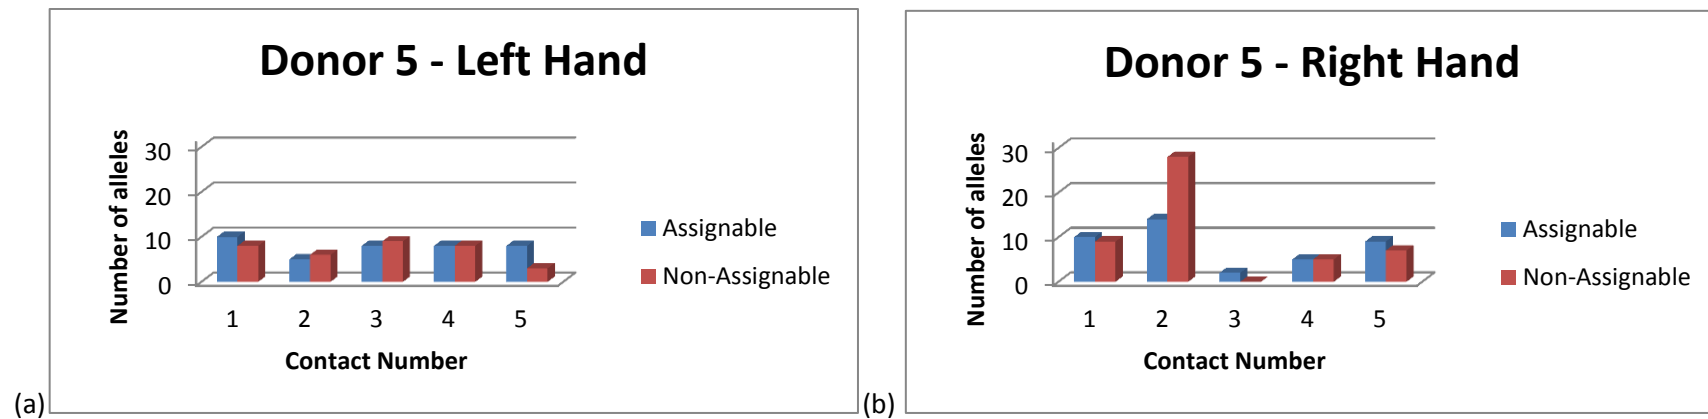 Donor 5 - Left Hand
Number of alleles
30
20
10
0
1 2 3 4 5
Contact Number
Assignable
Non-Assignable
(a)
Donor 5 - Right Hand
Number of alleles
30
20
10
0
1 2 3 4 5
Contact Number
Assignable
Non-Assignable
(b)